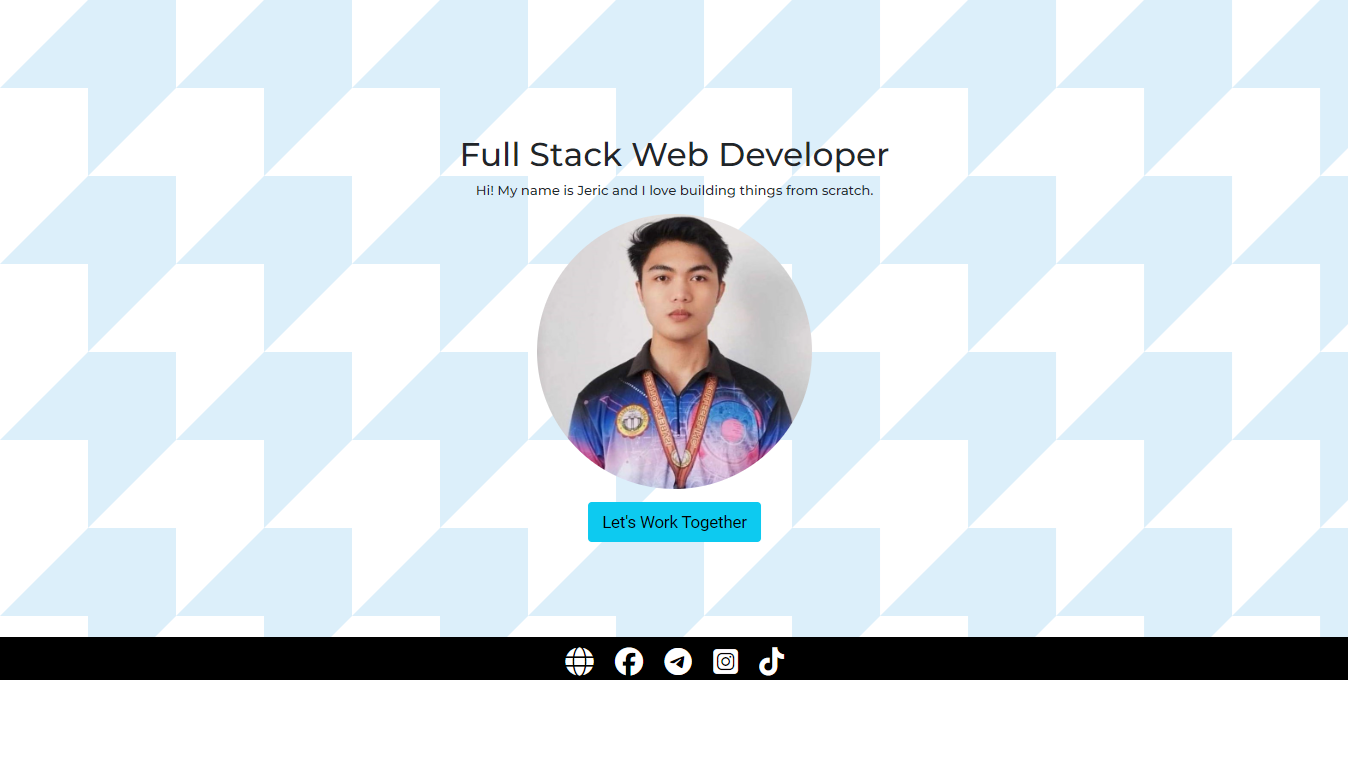 Full Stack Web Developer
Hi! My name is Jeric and I love building things from scratch.
Let's Work Together